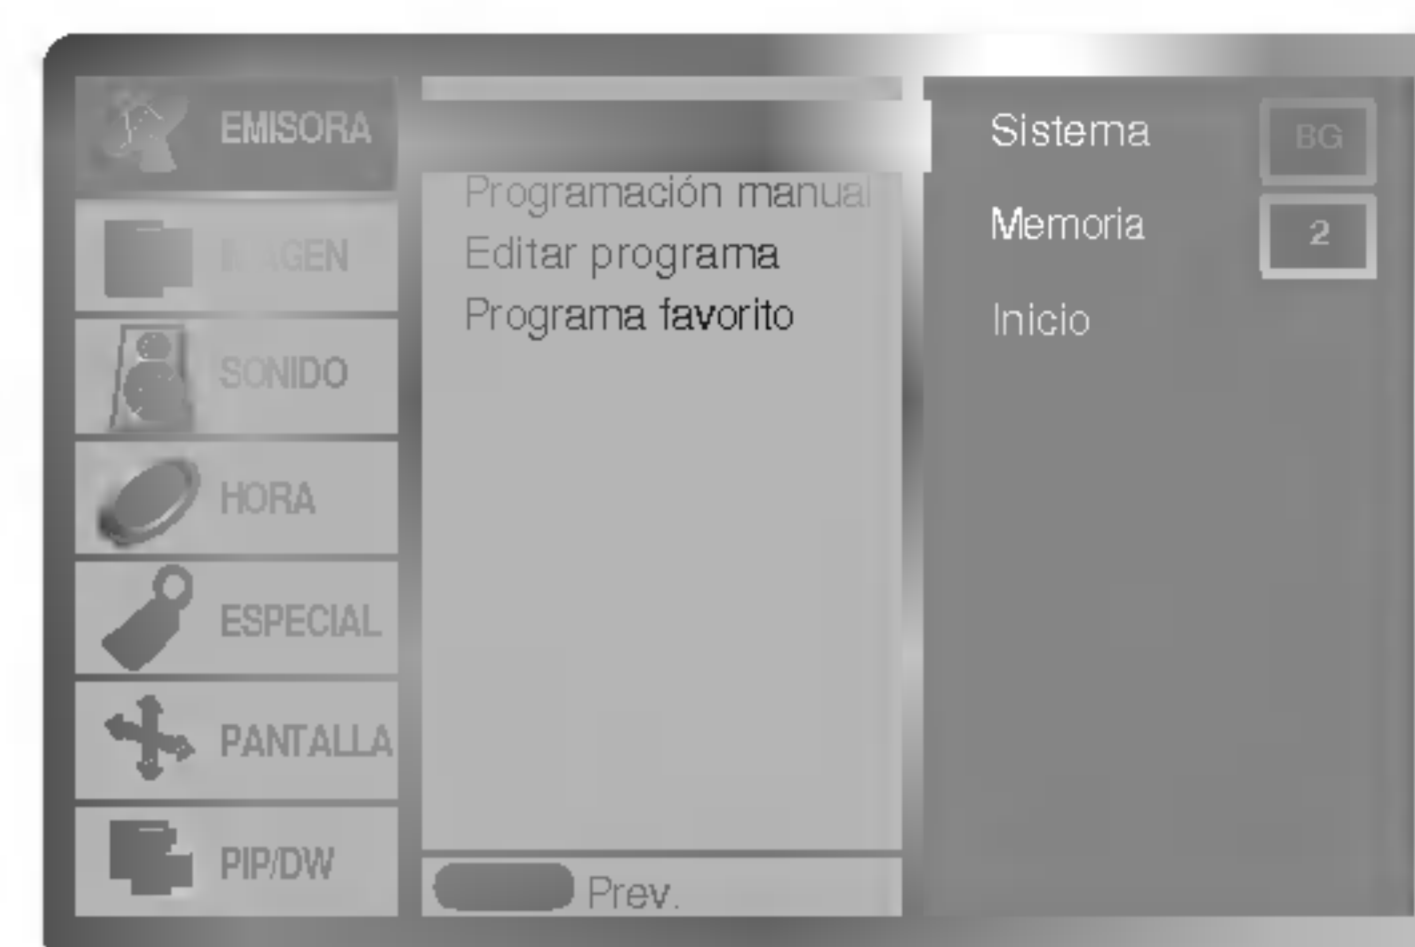 EMISORA
IMAGEN
SONIDO
HORA
ESPECIAL
PANTALLA
PIP/DW
Programación manual
Editar programa
Programa favorito
Prev.
Sistema BG
Memoria 2
Inicio